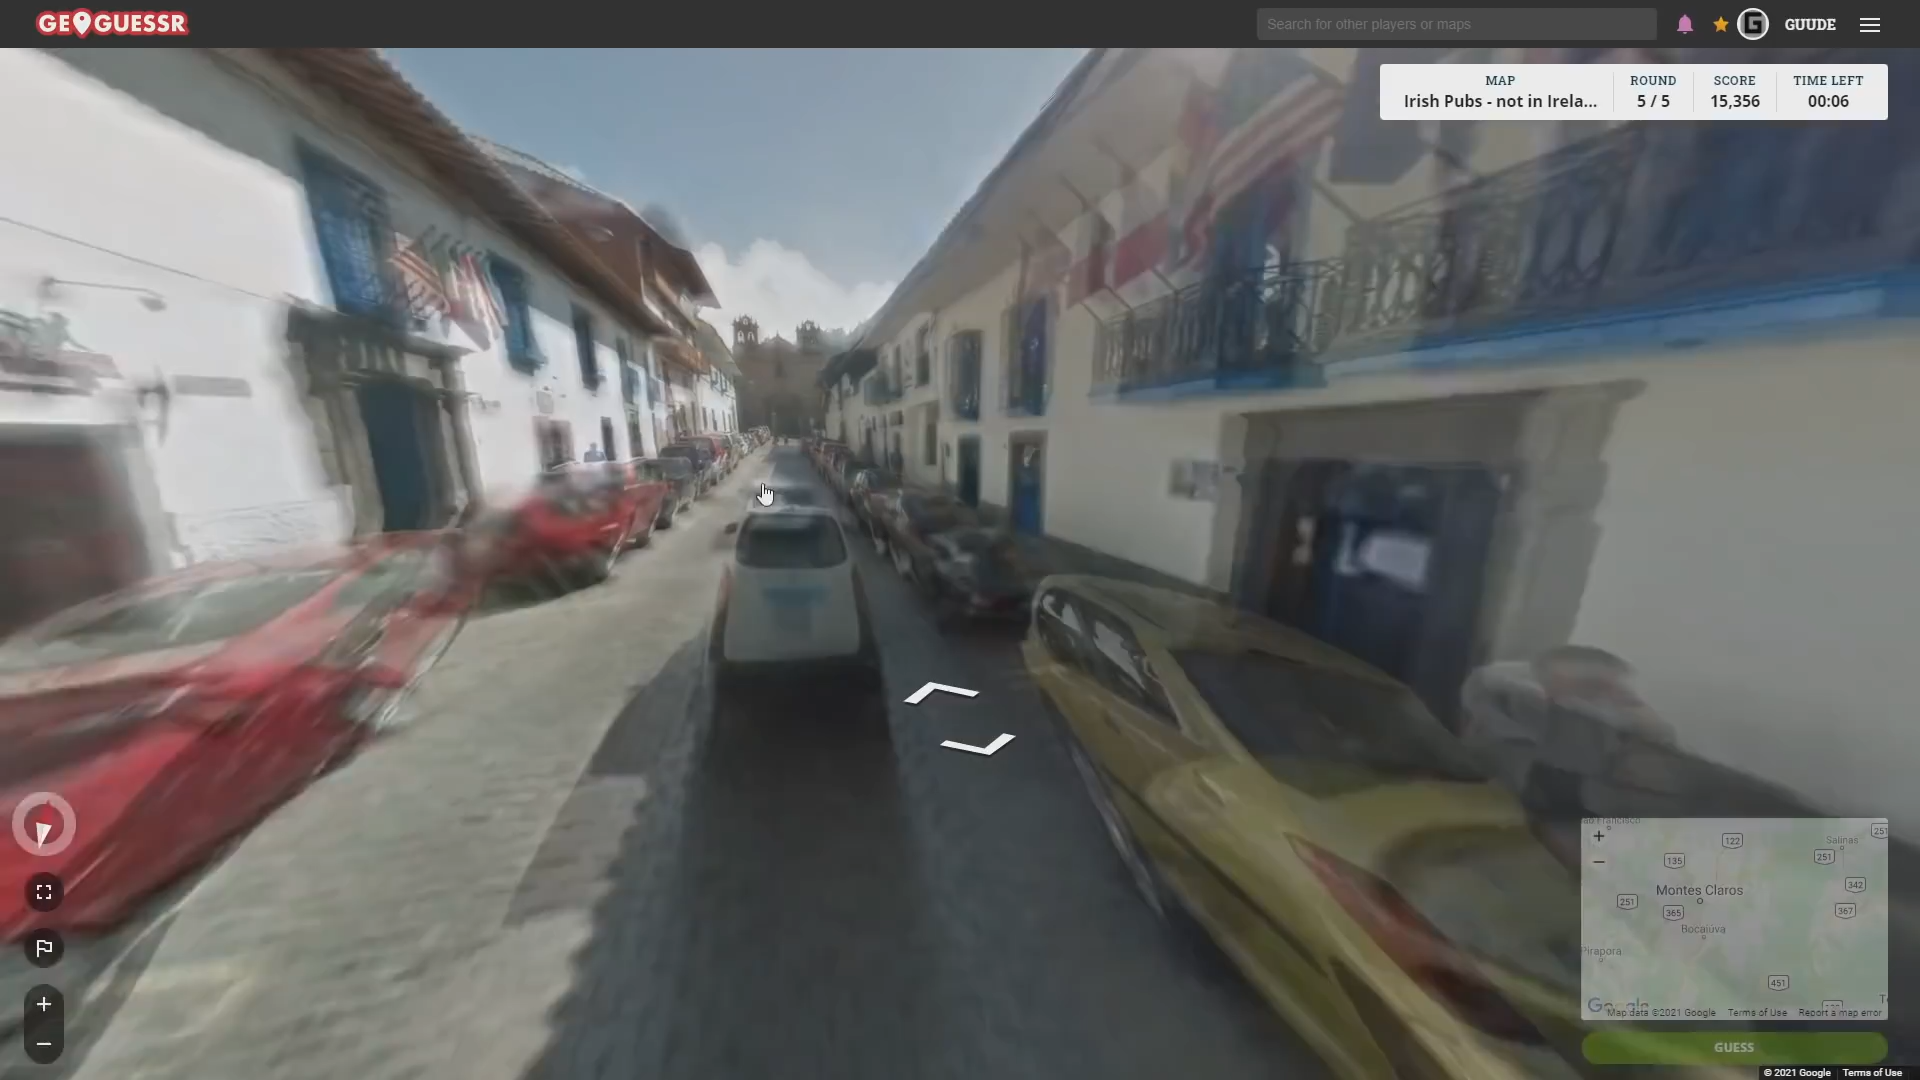 GEOGUESSR
Search for other players or maps
GUUDE
MAP
Irish Pubs - not in Irela...
ROUND
5 / 5
SCORE
15,356
TIME LEFT
00:06
122
Salinas
251
135
251
Montes Claros
342
251
365
367
Bocaiúva
Pirapora
451
Google
Map data ©2021 Google
Terms of Use
Report a map error
GUESS
© 2021 Google
Terms of Use